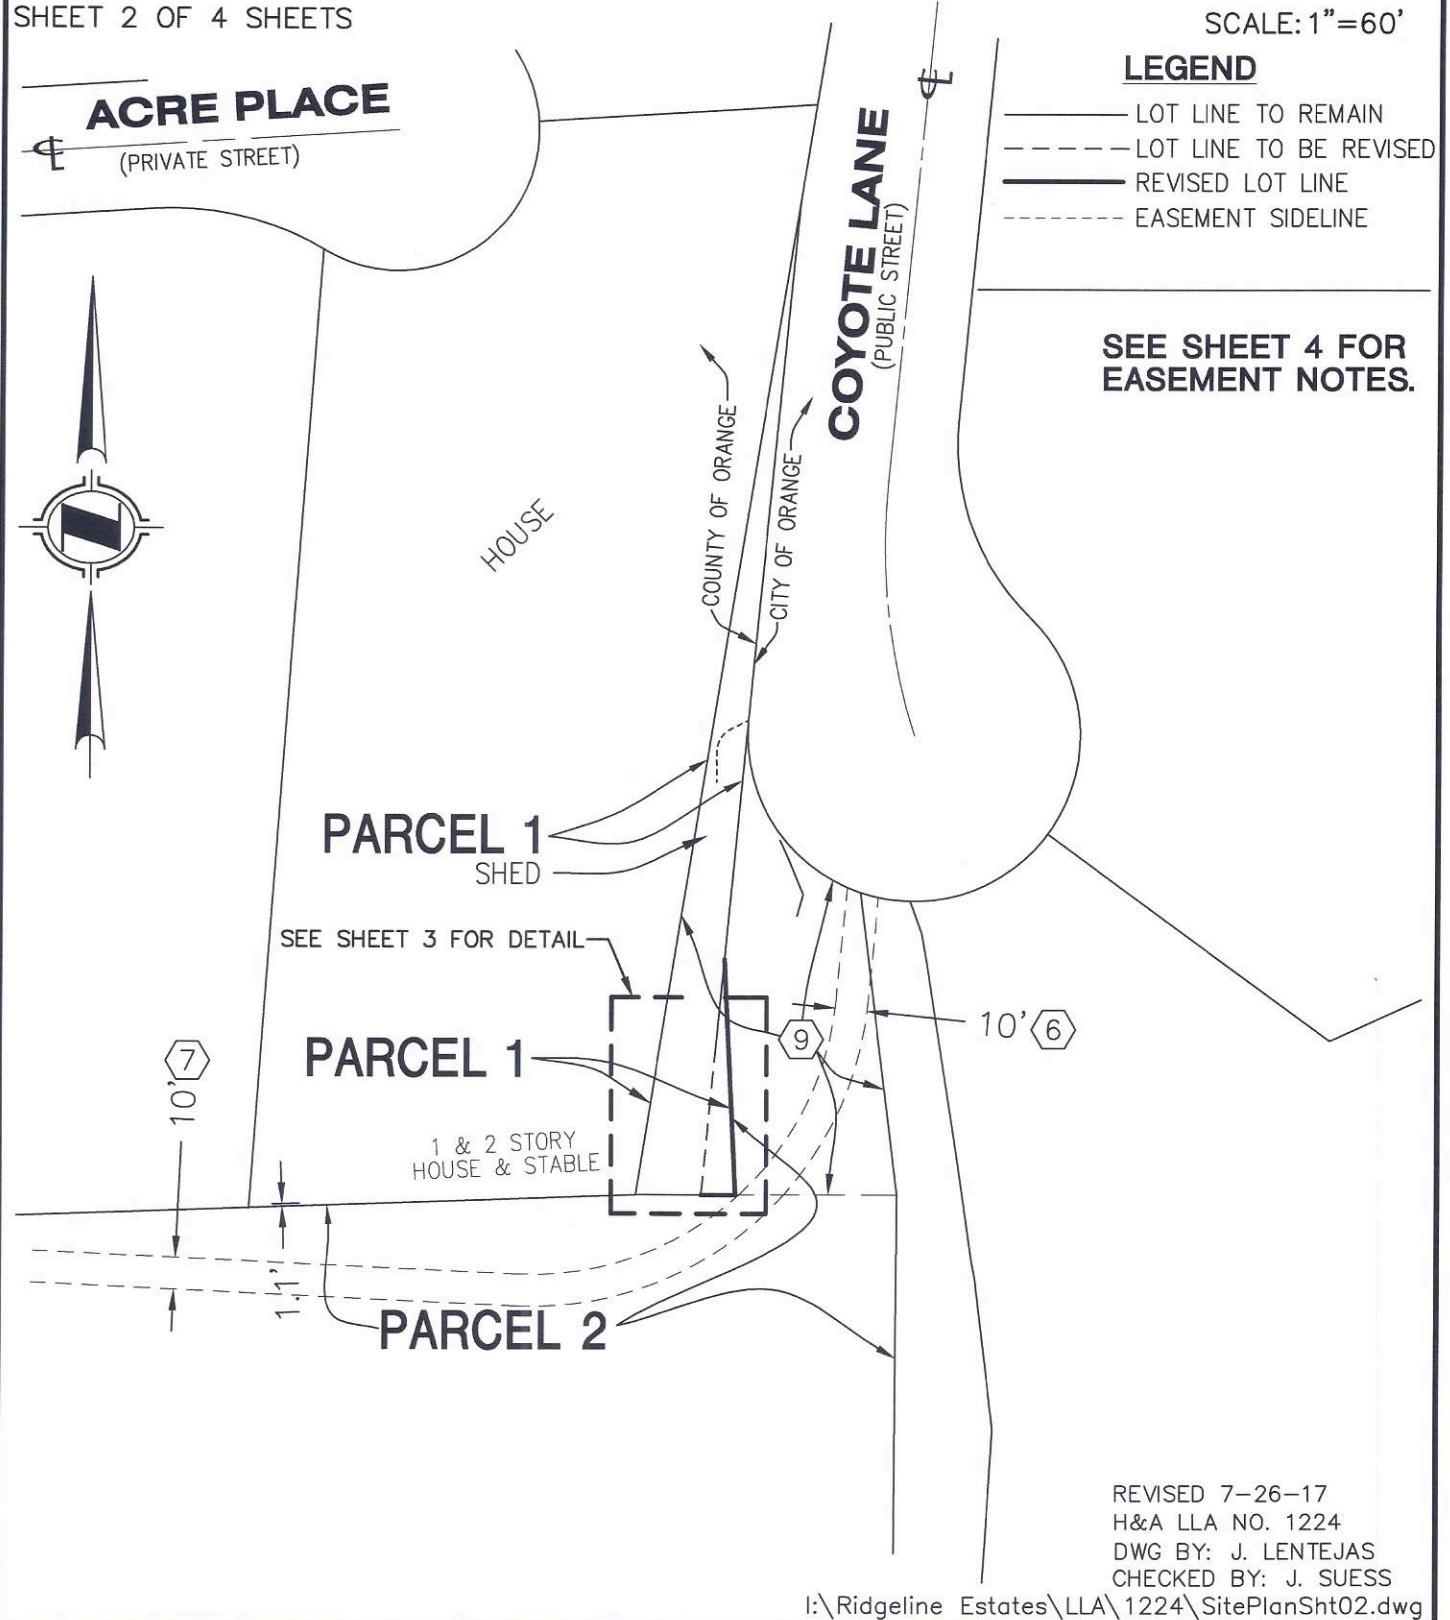 SHEET 2 OF 4 SHEETS
SCALE: 1"=60'
LEGEND
LOT LINE TO REMAIN
LOT LINE TO BE REVISED
REVISED LOT LINE
EASEMENT SIDELINE
ACRE PLACE
(PRIVATE STREET)
COYOTE LANE
(PUBLIC STREET)
SEE SHEET 4 FOR
EASEMENT NOTES.
N
HOUSE
COUNTY OF ORANGE
CITY OF ORANGE
PARCEL 1
SHED
SEE SHEET 3 FOR DETAIL
PARCEL 1
9
10' 6
10' 7
1 & 2 STORY
HOUSE & STABLE
1.1'
PARCEL 2
REVISED 7-26-17
H&A LLA NO. 1224
DWG BY: J. LENTEJAS
CHECKED BY: J. SUESS
I:\Ridgeline Estates\LLA\1224\SitePlanSht02.dwg